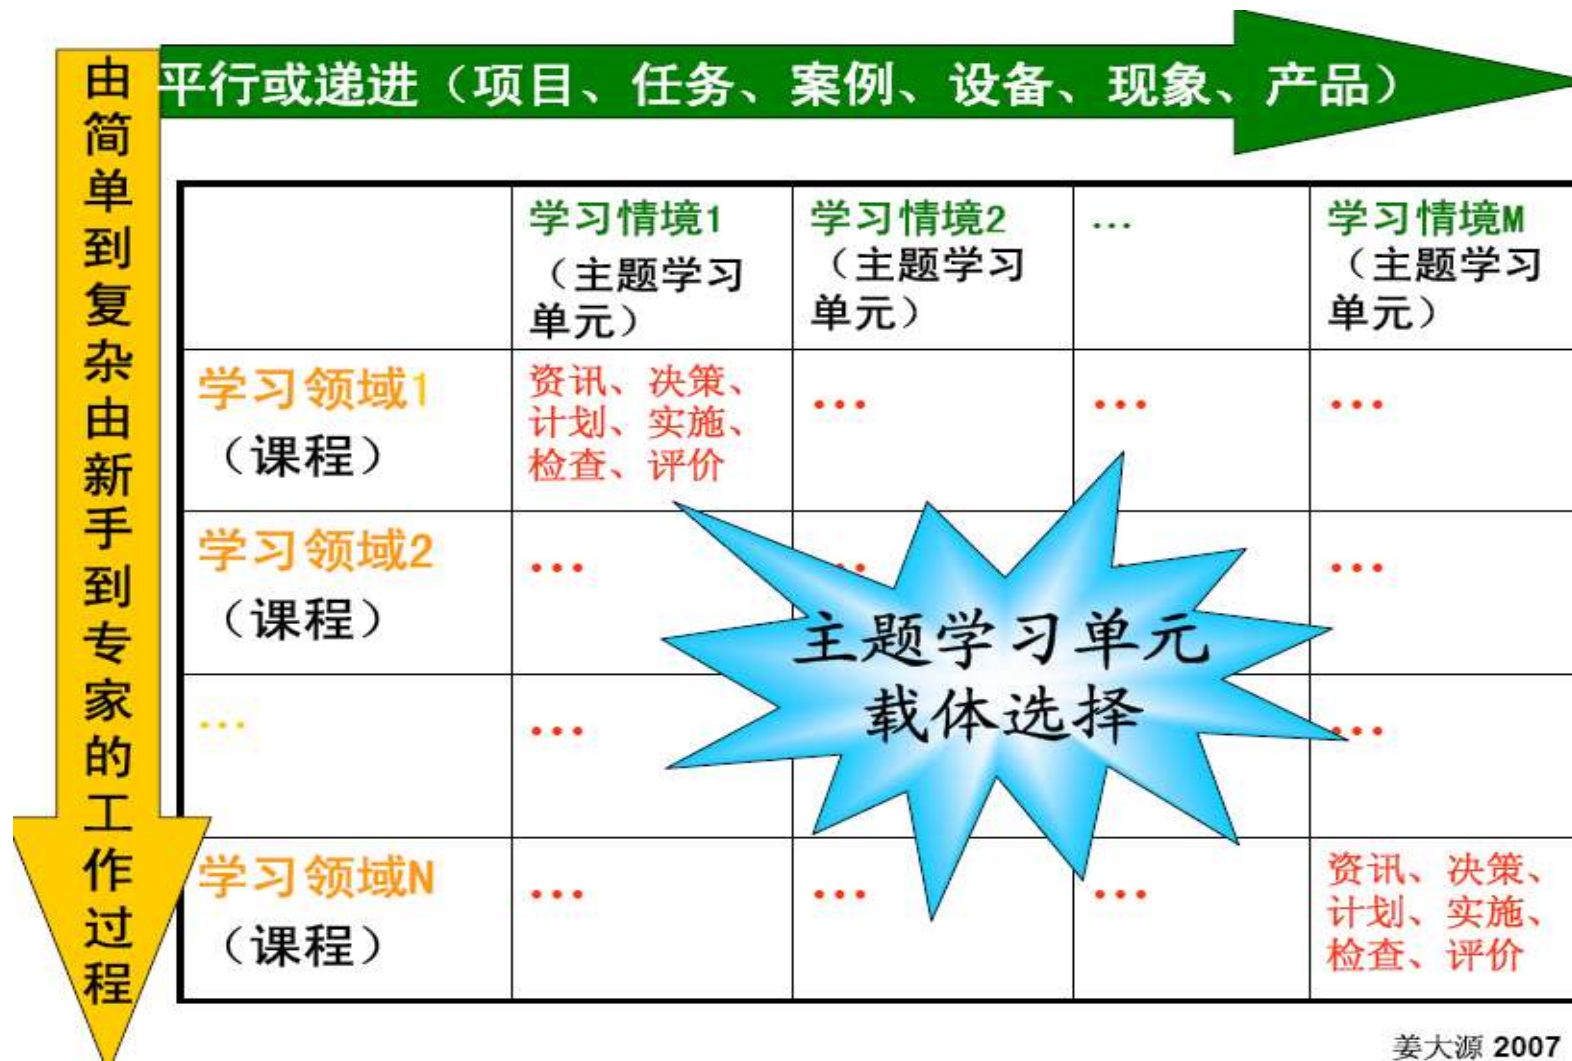 由简单到复杂由新手到专家的工作过程
平行或递进（项目、任务、案例、设备、现象、产品）
学习情境1
（主题学习
单元）
学习情境2
（主题学习
单元）
...
学习情境M
（主题学习
单元）
学习领域1
（课程）
资讯、决策、
计划、实施、
检查、评价
...
...
...
学习领域2
（课程）
...
...
...
主题学习单元
载体选择
...
...
...
学习领域N
（课程）
...
...
...
资讯、决策、
计划、实施、
检查、评价
姜大源 2007